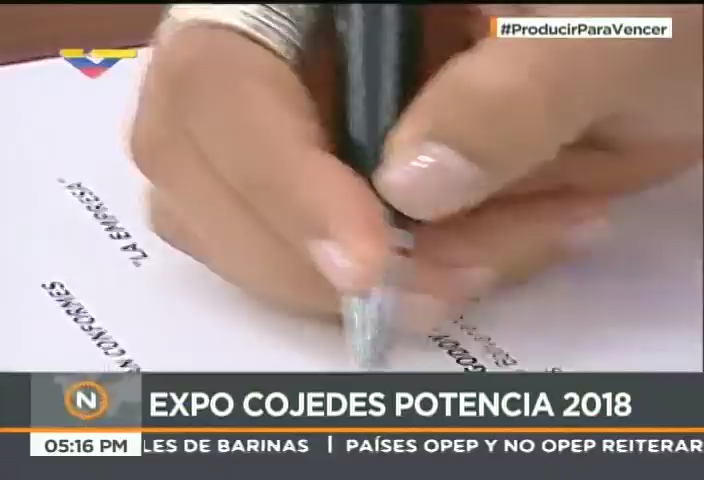 #ProducirParaVencer
"LA EMPRESA"
N CONFORMES
GODOY
N
EXPO COJEDES POTENCIA 2018
05:16 PM
LES DE BARINAS | PAÍSES OPEP Y NO OPEP REITERAR